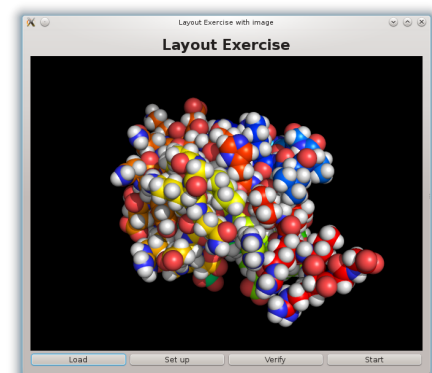 Layout Exercise with image
Layout Exercise
Load Set up Verify Start